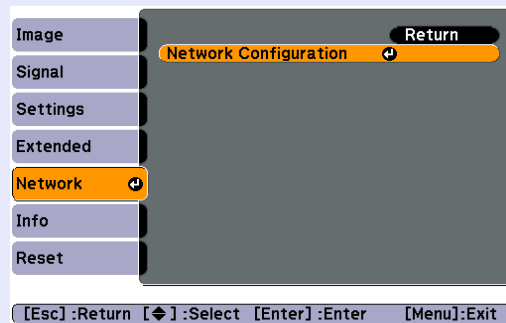 Image
Signal
Settings
Extended
Network
Info
Reset
Return
Network Configuration
[Esc] :Return [ ] :Select [Enter] :Enter [Menu]:Exit